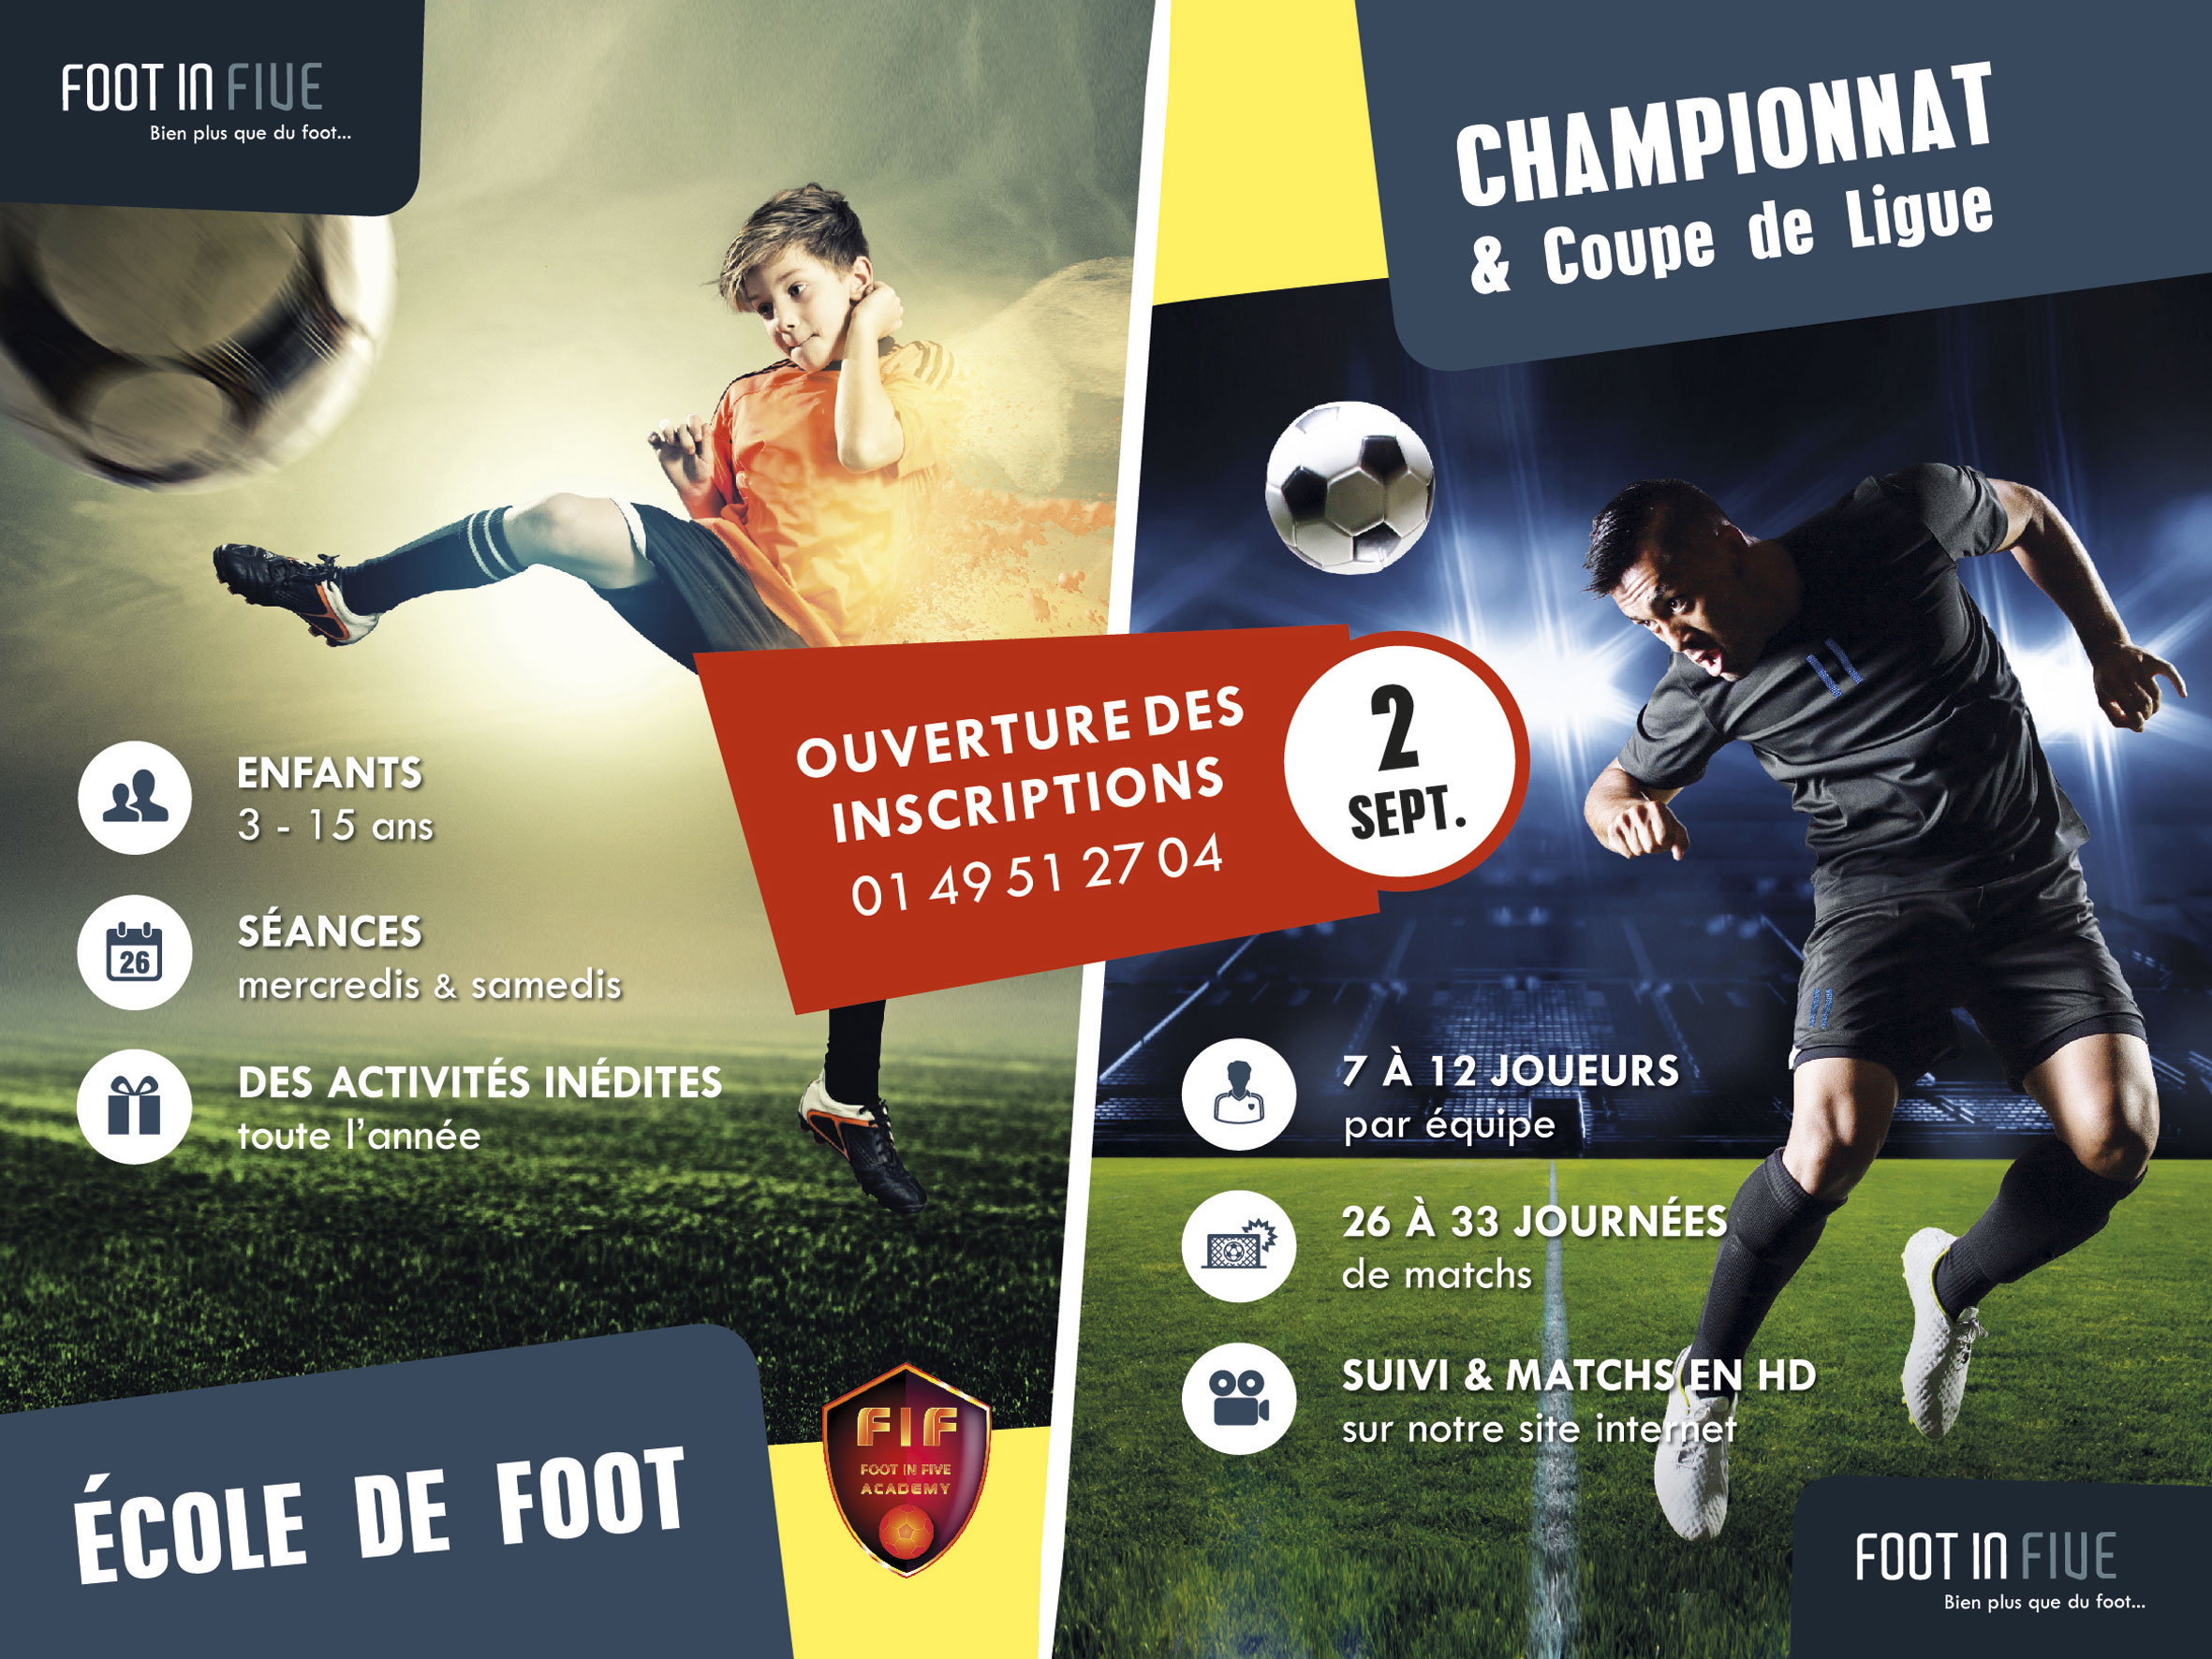 FOOT IN FIVE
Bien plus que du foot...
CHAMPIONNAT
& Coupe de Ligue
OUVERTURE DES
INSCRIPTIONS
01 49 51 27 04
2
SEPT.
ENFANTS
3 - 15 ans
26
SÉANCES
mercredis & samedis
DES ACTIVITÉS INÉDITES
toute l'année
7 À 12 JOUEURS
par équipe
26 À 33 JOURNÉES
de matchs
SUIVI & MATCHS EN HD
sur notre site internet
ÉCOLE DE FOOT
FIF
FOOT IN FIVE
ACADEMY
FOOT IN FIVE
Bien plus que du foot...